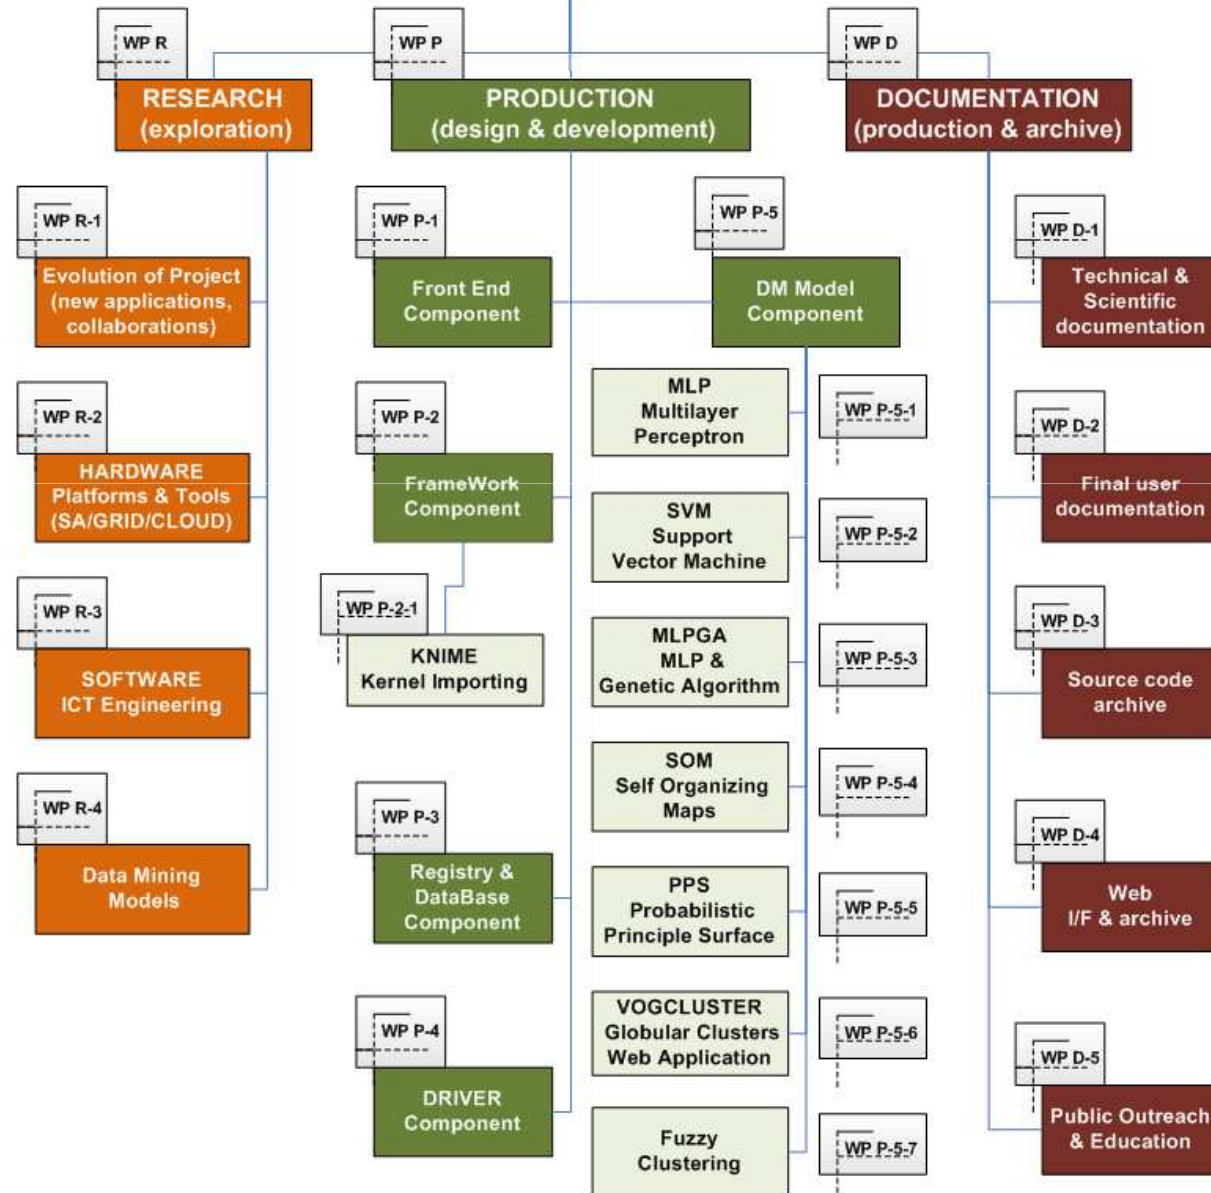 WP R
RESEARCH
(exploration)
WP R-1
Evolution of Project
(new applications,
collaborations)
WP R-2
HARDWARE
Platforms & Tools
(SA/GRID/CLOUD)
WP R-3
SOFTWARE
ICT Engineering
WP R-4
Data Mining
Models
WP P
PRODUCTION
(design & development)
WP P-1
Front End
Component
WP P-2
FrameWork
Component
WP P-2-1
KNIME
Kernel Importing
WP P-3
Registry &
DataBase
Component
WP P-4
DRIVER
Component
WP P-5
DM Model
Component
MLP
Multilayer
Perceptron
WP P-5-1
SVM
Support
Vector Machine
WP P-5-2
MLPGA
MLP &
Genetic Algorithm
WP P-5-3
SOM
Self Organizing
Maps
WP P-5-4
PPS
Probabilistic
Principle Surface
WP P-5-5
VOGCLUSTER
Globular Clusters
Web Application
WP P-5-6
Fuzzy
Clustering
WP P-5-7
WP D
DOCUMENTATION
(production & archive)
WP D-1
Technical &
Scientific
documentation
WP D-2
Final user
documentation
WP D-3
Source code
archive
WP D-4
Web
I/F & archive
WP D-5
Public Outreach
& Education